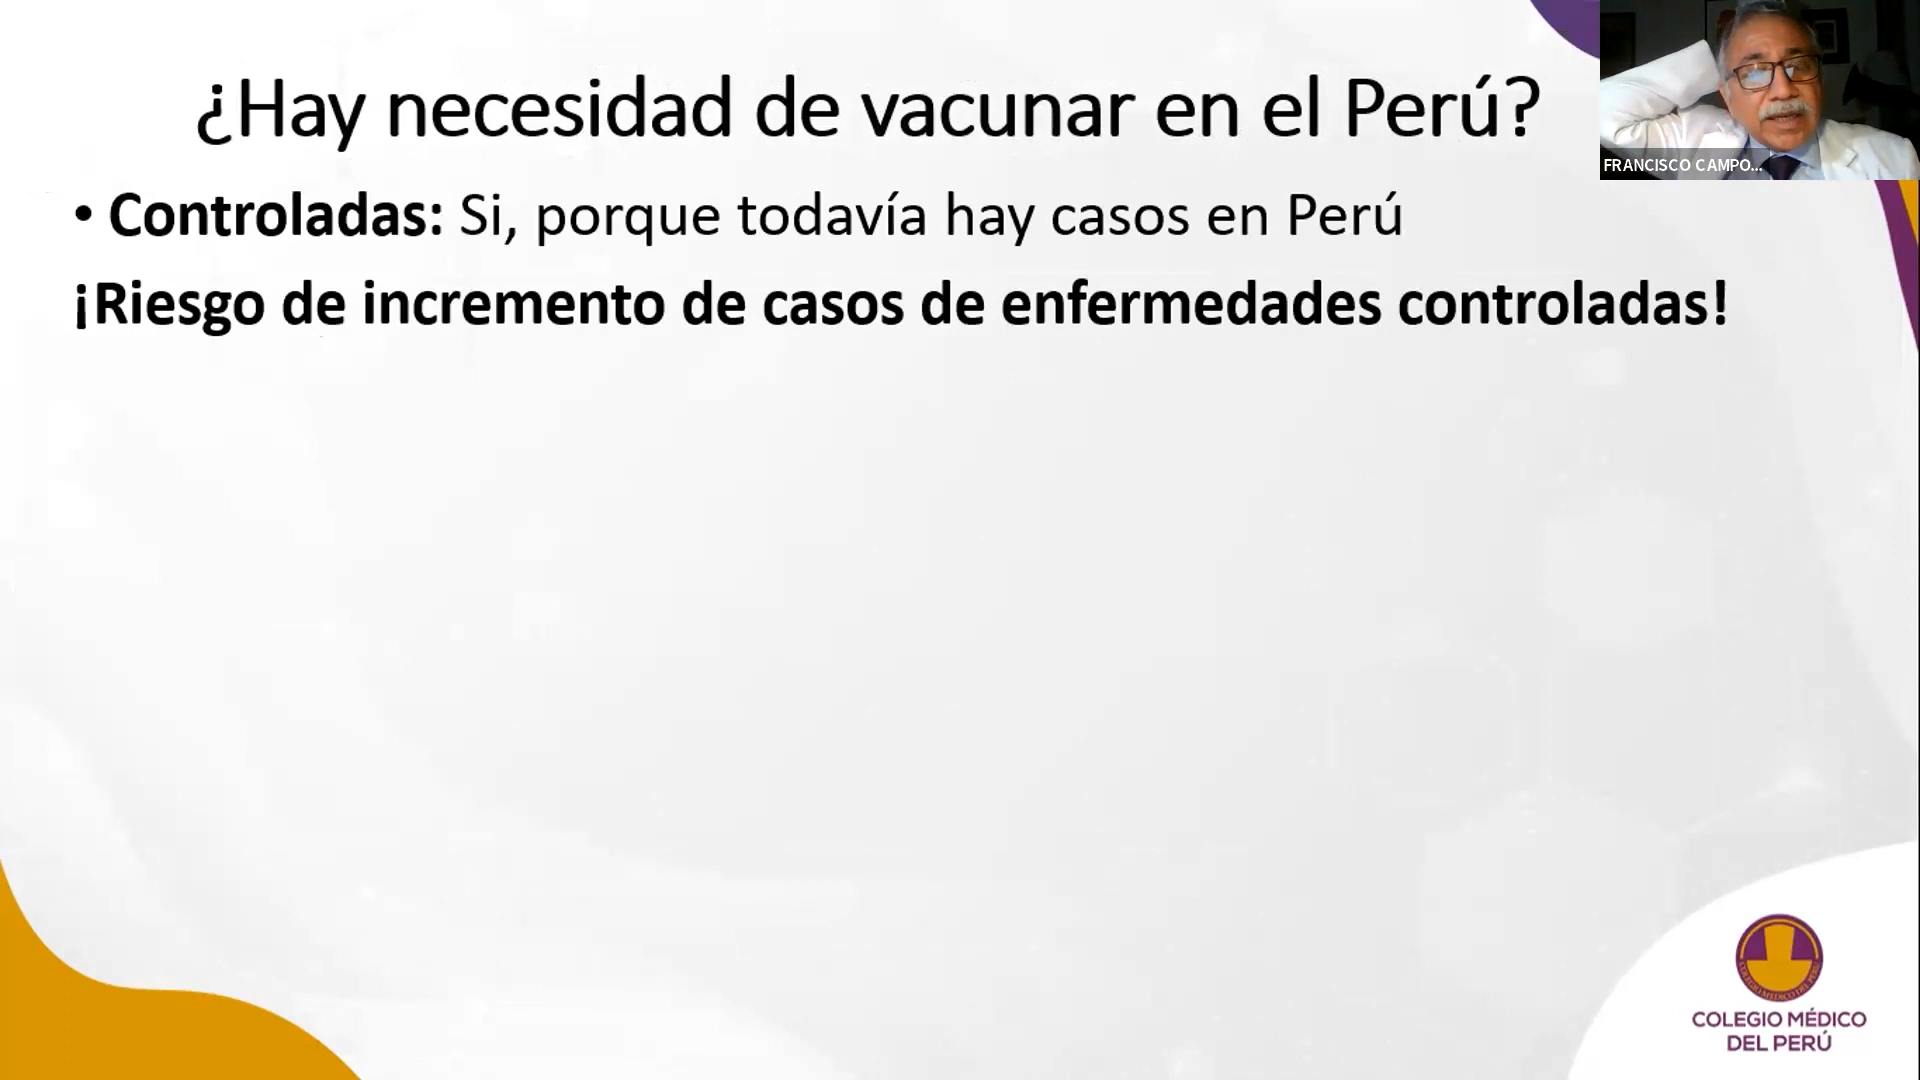 ¿Hay necesidad de vacunar en el Perú?
FRANCISCO CAMPO...
• Controladas: Si, porque todavía hay casos en Perú
¡Riesgo de incremento de casos de enfermedades controladas!
COLEGIO MÉDICO
DEL PERÚ